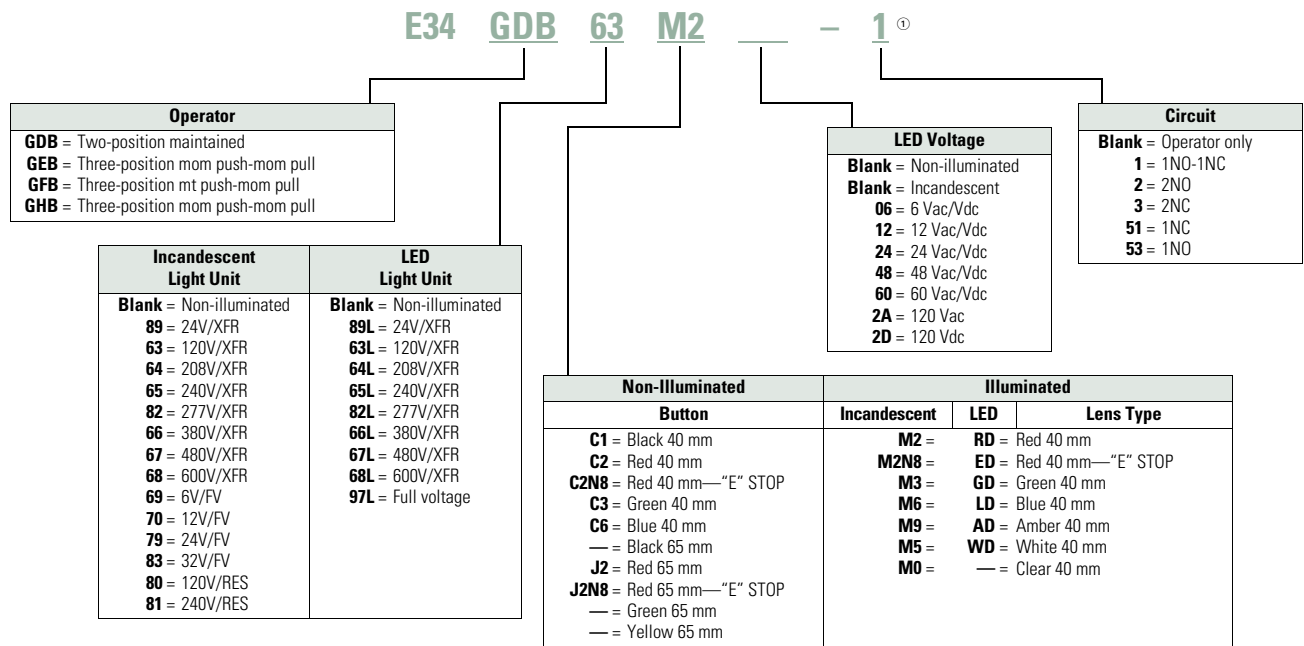 E34 GDB 63 M2 ___ – 1 ①
Operator
GDB = Two-position maintained
GEB = Three-position mom push-mom pull
GFB = Three-position mt push-mom pull
GHB = Three-position mom push-mom pull
LED Voltage
Blank = Non-illuminated
Blank = Incandescent
06 = 6 Vac/Vdc
12 = 12 Vac/Vdc
24 = 24 Vac/Vdc
48 = 48 Vac/Vdc
60 = 60 Vac/Vdc
2A = 120 Vac
2D = 120 Vdc
Circuit
Blank = Operator only
1 = 1NO-1NC
2 = 2NO
3 = 2NC
51 = 1NC
53 = 1NO
Incandescent
Light Unit
Blank = Non-illuminated
89 = 24V/XFR
63 = 120V/XFR
64 = 208V/XFR
65 = 240V/XFR
82 = 277V/XFR
66 = 380V/XFR
67 = 480V/XFR
68 = 600V/XFR
69 = 6V/FV
70 = 12V/FV
79 = 24V/FV
83 = 32V/FV
80 = 120V/RES
81 = 240V/RES
LED
Light Unit
Blank = Non-illuminated
89L = 24V/XFR
63L = 120V/XFR
64L = 208V/XFR
65L = 240V/XFR
82L = 277V/XFR
66L = 380V/XFR
67L = 480V/XFR
68L = 600V/XFR
97L = Full voltage
Non-Illuminated
Button
C1 = Black 40 mm
C2 = Red 40 mm
C2N8 = Red 40 mm—“E” STOP
C3 = Green 40 mm
C6 = Blue 40 mm
— = Black 65 mm
J2 = Red 65 mm
J2N8 = Red 65 mm—“E” STOP
— = Green 65 mm
— = Yellow 65 mm
Illuminated
Incandescent LED Lens Type
M2 = RD = Red 40 mm
M2N8 = ED = Red 40 mm—“E” STOP
M3 = GD = Green 40 mm
M6 = LD = Blue 40 mm
M9 = AD = Amber 40 mm
M5 = WD = White 40 mm
M0 = — = Clear 40 mm